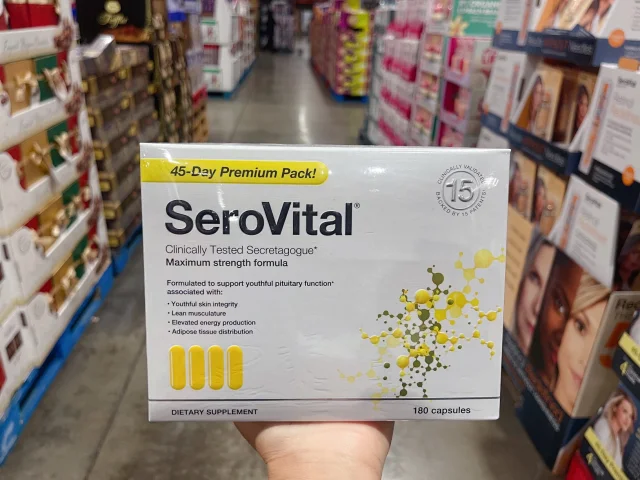 45-Day Premium Pack!
SeroVital®
Clinically Tested Secretagogue*
Maximum strength formula
Formulated to support youthful pituitary function*
associated with:
• Youthful skin integrity
• Lean musculature
• Elevated energy production
• Adipose tissue distribution
CLINICALLY VALIDATED
15
BACKED BY 15 PATENTS
DIETARY SUPPLEMENT
180 capsules